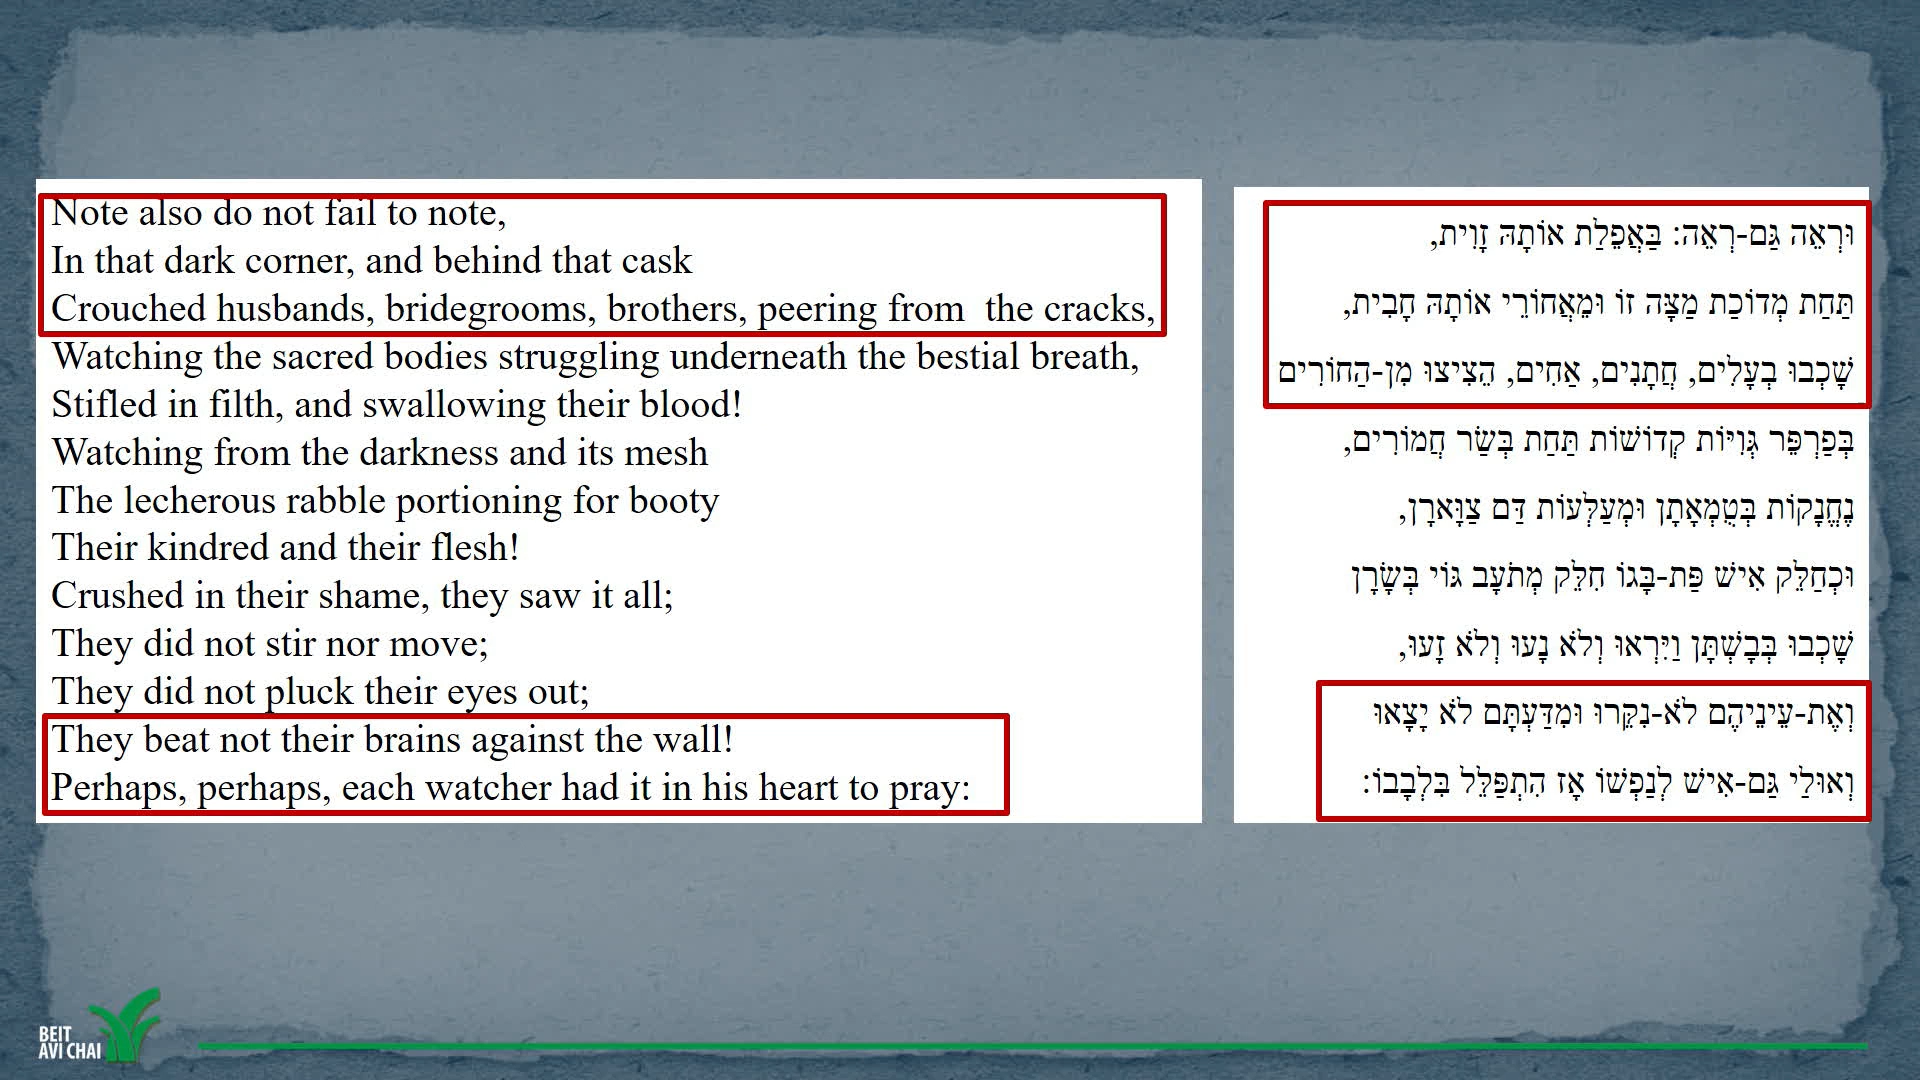 Note also do not fail to note,
In that dark corner, and behind that cask
Crouched husbands, bridegrooms, brothers, peering from  the cracks,
Watching the sacred bodies struggling underneath the bestial breath,
Stifled in filth, and swallowing their blood!
Watching from the darkness and its mesh
The lecherous rabble portioning for booty
Their kindred and their flesh!
Crushed in their shame, they saw it all;
They did not stir nor move;
They did not pluck their eyes out;
They beat not their brains against the wall!
Perhaps, perhaps, each watcher had it in his heart to pray:
וּרְאֵה גַּם-רְאֵה: בַּאֲפֵלַת אוֹתָהּ זָוִית,
תַּחַת מְדוֹכַת מַצָּה זוֹ וּמֵאֲחוֹרֵי אוֹתָהּ חָבִית,
שָׁכְבוּ בְעָלִים, חֲתָנִים, אַחִים, הֵצִיצוּ מִן-הַחוֹרִים
בְּפַרְפֵּר גְּוִיּוֹת קְדוֹשׁוֹת תַּחַת בְּשַׂר חֲמוֹרִים,
נֶחֱנָקוֹת בְּטֻמְאָתָן וּמְעַלְּעוֹת דַּם צַוָּארָן,
וּכְחַלֵּק אִישׁ פַּת-בָּגוֹ חִלֵּק מְתֹעָב גּוֹי בְּשָׂרָן
שָׁכְבוּ בְּבָשְׁתָּן וַיִּרְאוּ וְלֹא נָעוּ וְלֹא זָעוּ,
וְאֶת-עֵינֵיהֶם לֹא-נִקֵּרוּ וּמִדַּעְתָּם לֹא יָצָאוּ
וְאוּלַי גַּם-אִישׁ לְנַפְשׁוֹ אָז הִתְפַּלֵּל בִּלְבָבוֹ:
BEIT
AVI CHAI